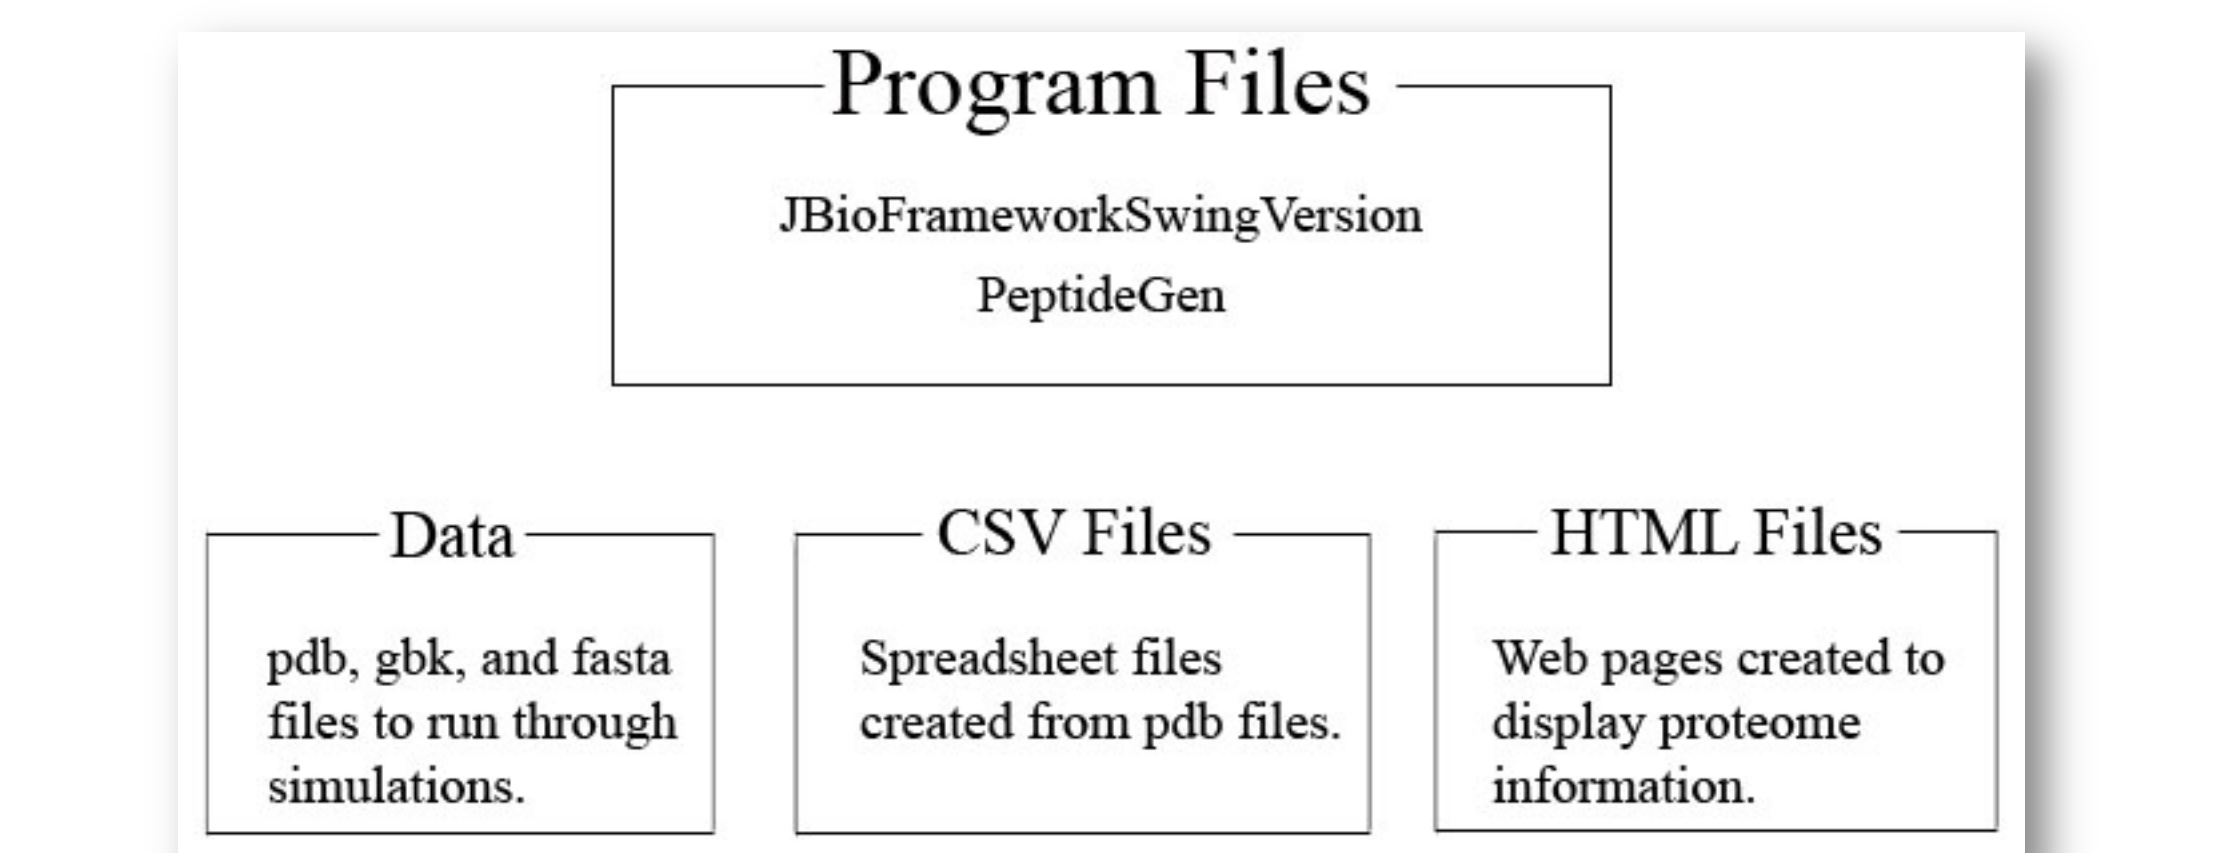 Program Files
JBioFrameworkSwingVersion
PeptideGen
Data
pdb, gbk, and fasta
files to run through
simulations.
CSV Files
Spreadsheet files
created from pdb files.
HTML Files
Web pages created to
display proteome
information.